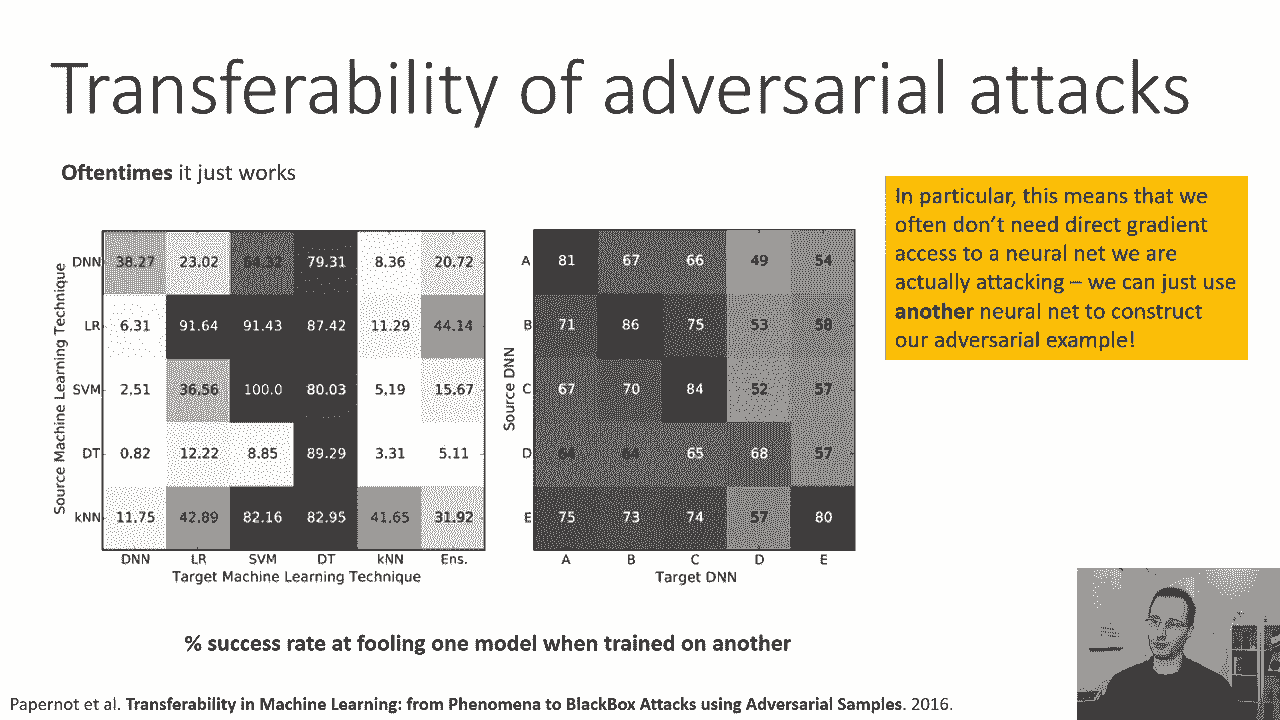 Transferability of adversarial attacks
Oftentimes it just works
In particular, this means that we
often don't need direct gradient
access to a neural net we are
actually attacking – we can just use
another neural net to construct
our adversarial example!
Source Machine Learning Technique
DNN 38.27 23.02 64.32 79.31 8.36 20.72
LR 6.31 91.64 91.43 87.42 11.29 44.14
SVM 2.51 36.56 100.0 80.03 5.19 15.67
DT 0.82 12.22 8.85 89.29 3.31 5.11
kNN 11.75 42.89 82.16 82.95 41.65 31.92
DNN LR SVM DT kNN Ens.
Target Machine Learning Technique
Source DNN
A 81 67 66 49 54
B 71 86 75 53 58
C 67 70 84 52 57
D 64 64 65 68 57
E 75 73 74 57 80
A B C D E
Target DNN
% success rate at fooling one model when trained on another
Papernot et al. Transferability in Machine Learning: from Phenomena to BlackBox Attacks using Adversarial Samples. 2016.